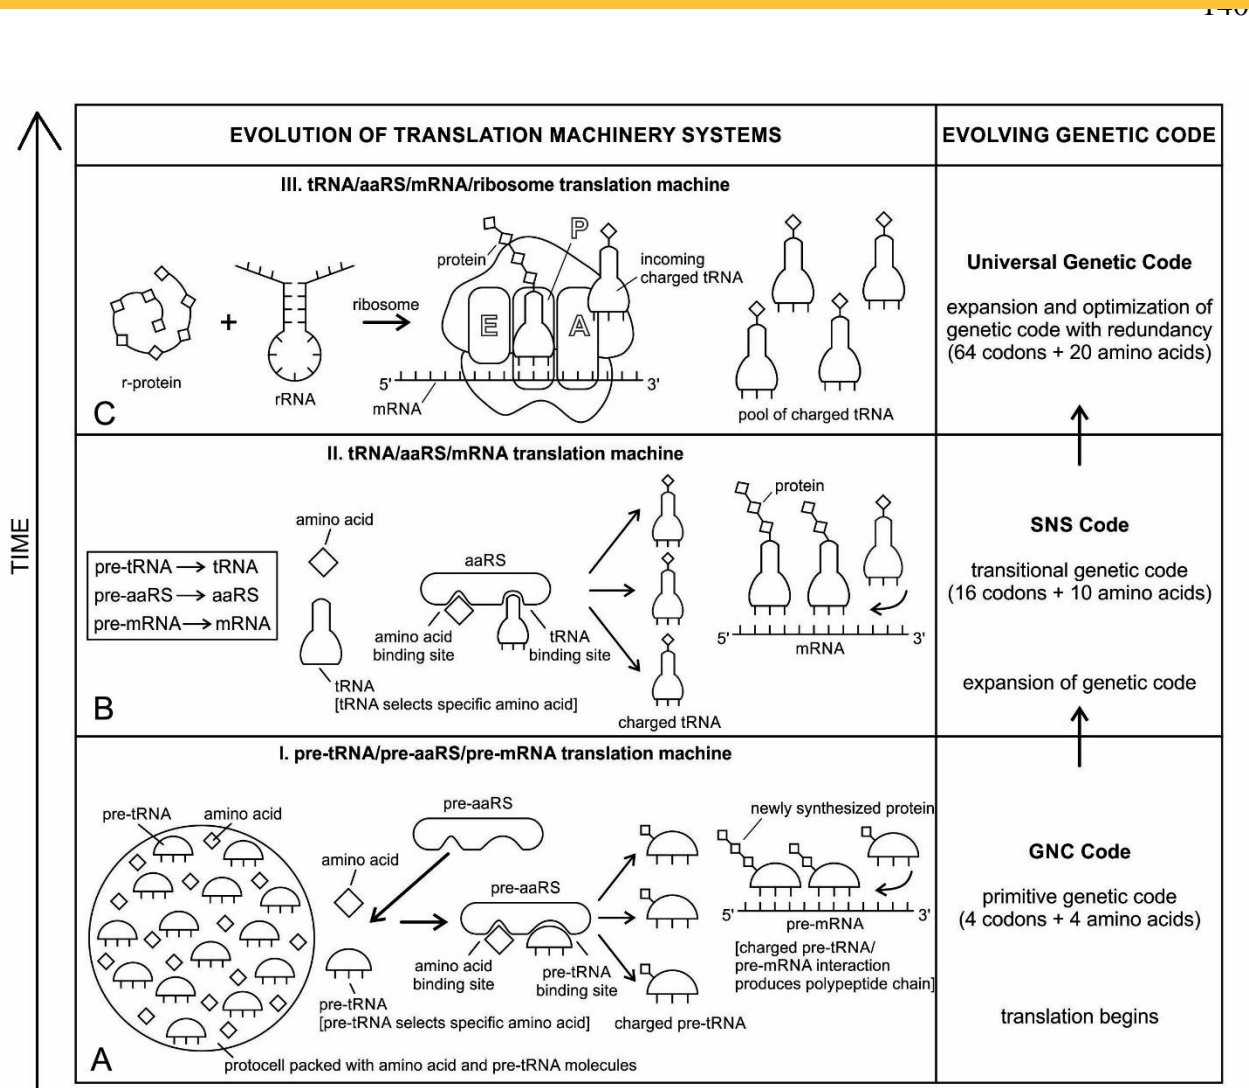 EVOLUTION OF TRANSLATION MACHINERY SYSTEMS
EVOLVING GENETIC CODE
TIME
III. tRNA/aaRS/mRNA/ribosome translation machine
r-protein
+
rRNA
ribosome
protein
P
E
A
incoming
charged tRNA
5'
3'
mRNA
pool of charged tRNA
C
Universal Genetic Code
expansion and optimization of
genetic code with redundancy
(64 codons + 20 amino acids)
II. tRNA/aaRS/mRNA translation machine
pre-tRNA → tRNA
pre-aaRS → aaRS
pre-mRNA → mRNA
amino acid
tRNA
[tRNA selects specific amino acid]
aaRS
amino acid
binding site
tRNA
binding site
charged tRNA
protein
5'
3'
mRNA
B
SNS Code
transitional genetic code
(16 codons + 10 amino acids)
expansion of genetic code
I. pre-tRNA/pre-aaRS/pre-mRNA translation machine
pre-tRNA
amino acid
protocell packed with amino acid and pre-tRNA molecules
pre-aaRS
amino acid
pre-tRNA
[pre-tRNA selects specific amino acid]
pre-aaRS
amino acid
binding site
pre-tRNA
binding site
charged pre-tRNA
newly synthesized protein
5'
3'
pre-mRNA
[charged pre-tRNA/
pre-mRNA interaction
produces polypeptide chain]
A
GNC Code
primitive genetic code
(4 codons + 4 amino acids)
translation begins